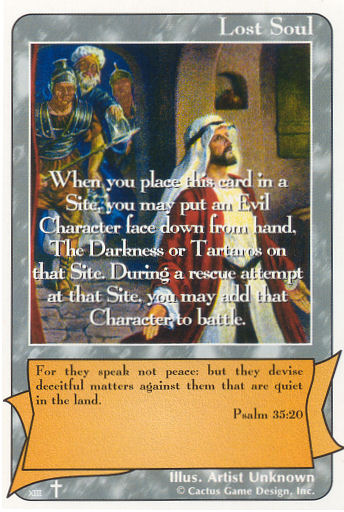 Lost Soul
When you place this card in a
Site, you may put an Evil
Character face down from hand,
The Darkness or Tartaros on
that Site. During a rescue attempt
at that Site, you may add that
Character to battle.
For they speak not peace: but they devise
deceitful matters against them that are quiet
in the land.
Psalm 35:20
XIII
Illus. Artist Unknown
© Cactus Game Design, Inc.